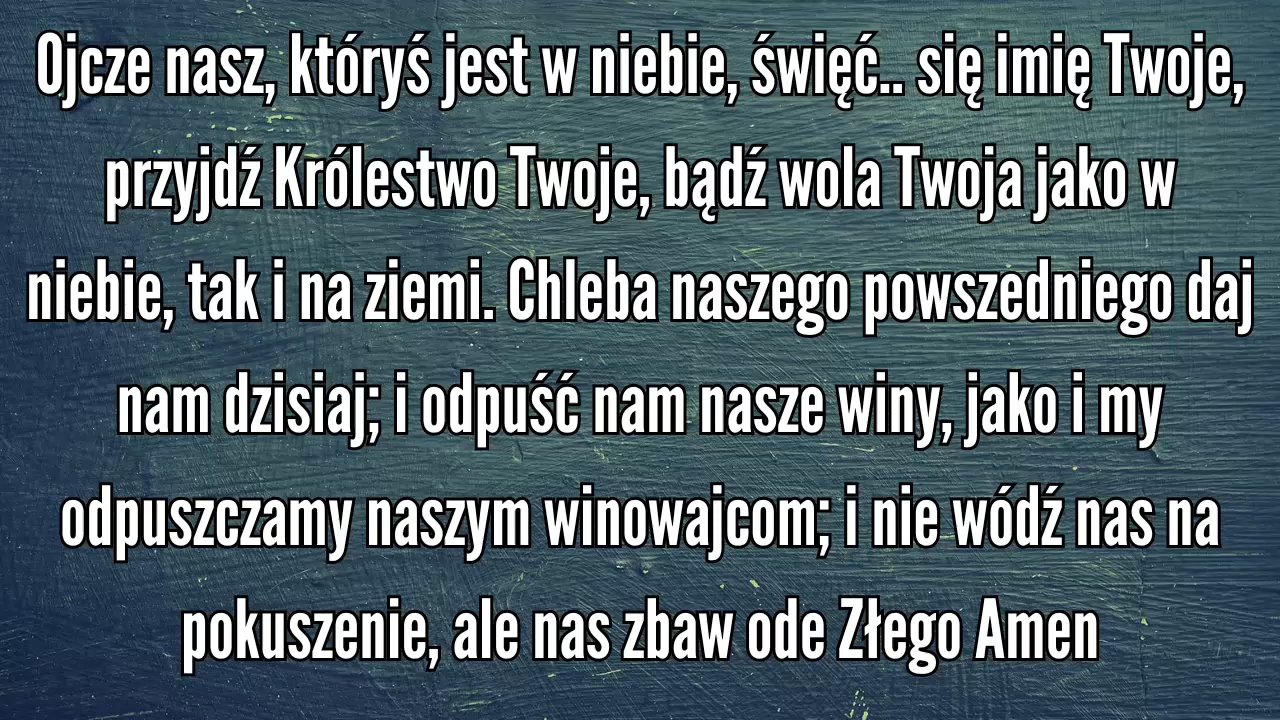 Ojcze nasz, któryś jest w niebie, święć.. się imię Twoje,
przyjdź Królestwo Twoje, bądź wola Twoja jako w
niebie, tak i na ziemi. Chleba naszego powszedniego daj
nam dzisiaj; i odpuść nam nasze winy, jako i my
odpuszczamy naszym winowajcom; i nie wódź nas na
pokuszenie, ale nas zbaw ode Złego Amen